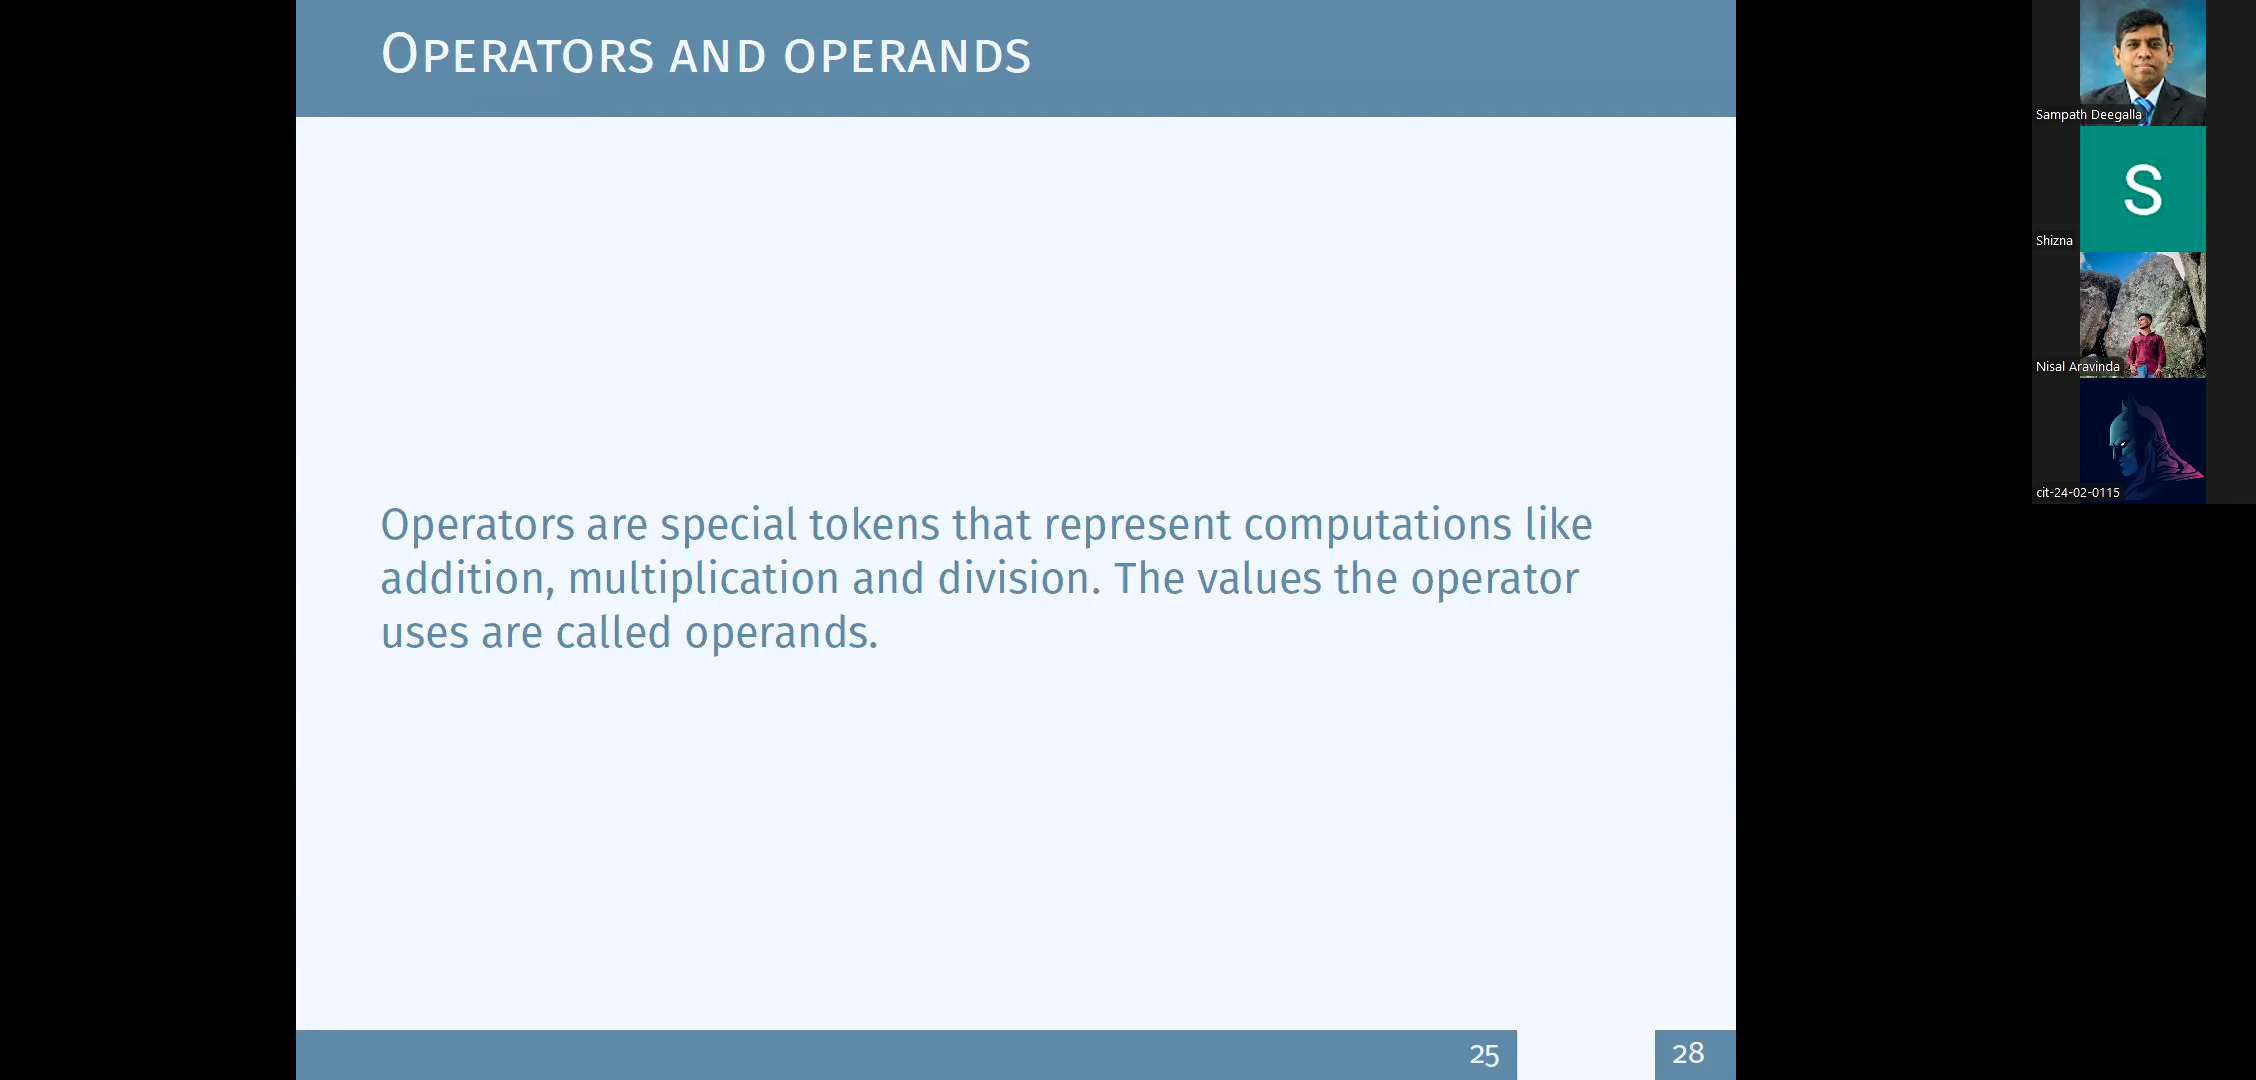 Operators and operands
Operators are special tokens that represent computations like
addition, multiplication and division. The values the operator
uses are called operands.
25
28
Sampath Deegalla
S
Shizna
Nisal Aravinda
cit-24-02-0115